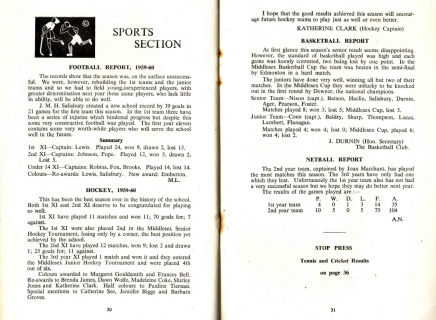 SPORTS
SECTION
FOOTBALL REPORT, 1959-60
The records show that the season was, on the surface unsuccess-
ful. We were, however, rebuilding the 1st teams and the junior
teams and so we had to field young, inexperienced players, with
greater determination next year these same players, who lack little
in ability, will be able to do well.
J. M. H. Salisbury created a new school record by 20 goals in
21 games for the first team this season. In the 1st team there have
been a series of injuries which hindered progress but despite this
some very constructive football was played. The first year eleven
contains some very worth-while players who will serve the school
well in the future.
Summary
1st XI—Captain: Lewis. Played 24, won 9, drawn 2, lost 13.
2nd XI—Captains: Johnson, Pope. Played 12, won 5, drawn 2,
Lost 5.
Under 14 XI—Captains: Robins, Fox, Brooks. Played 14, lost 14.
Colours—Re-awards: Lewis, Salisbury. New award: Emberton.
M.L.
HOCKEY, 1959-60
This has been the best season ever in the history of the school.
Both 1st XI and 2nd XI deserve to be congratulated for playing
so well.
1st XI have played 11 matches and won 11; 70 goals for; 7
against.
The 1st XI were also placed 2nd in the Middlesex Senior
Hockey Tournament, losing only by a corner, the best position yet
achieved by the school.
The 2nd XI have played 12 matches, won 9, lost 2 and drawn
1; 25 goals for; 11 against.
The 3rd year XI played 1 match and won it and they entered
the Middlesex Junior Hockey Tournament and were placed 4th
out of six.
Colours awarded to Margaret Gouldsmith and Frances Bell.
Re-awards to Brenda James, Dawn Wolfe, Madeleine Coke, Shirley
Jones and Katherine Clark. Half colours to Pauline Tierman.
Special mentions to Catherine See, Jennifer Biggs and Barbara
Groves.
30
I hope that the good results achieved this season will encour-
age future hockey teams to play just as well or even better.
KATHERINE CLARK (Hockey Captain)
BASKETBALL REPORT
At first glance this season's senior result seems disappointing.
However, the standard of basketball played was high and each
game was keenly contested, two being lost by one point. In the
Middlesex Basketball Cup the team was beaten in the semi-final
by Edmonton in a hard match.
The juniors have done very well, winning all but two of their
matches. In the Middlesex Cup they were unlucky to be knocked
out in the first round by Downer, the national champions.
Senior Team—Nixon (capt.), Batson, Haclin, Salisbury, Durnin,
Ager, Pearson, Foster.
Matches played 8; won 3; lost 5; Middlesex Cup, lost 3.
Junior Team—Conn (capt.), Baldry, Sharp, Thompson, Lucas,
Lambert, Flanagan.
Matches played 4; won 4; lost 0; Middlesex Cup, played 6;
won 4; lost 2.
J. DURNIN (Hon. Secretary)
The Basketball Club.
NETBALL REPORT
The 2nd year team, captained by Joan Marchant, has played
the most matches this season. The 3rd years have only had one
which they lost. Unfortunately the 1st year team also has not had
a very successful season but we hope they may do better next year.
The results of the games played are :—
P. W. D. L. F. A.
1st year team 4 0 1 3 14 35
2nd year team 10 5 0 5 75 104
A.N.
STOP PRESS
Tennis and Cricket Results
on page 36
31